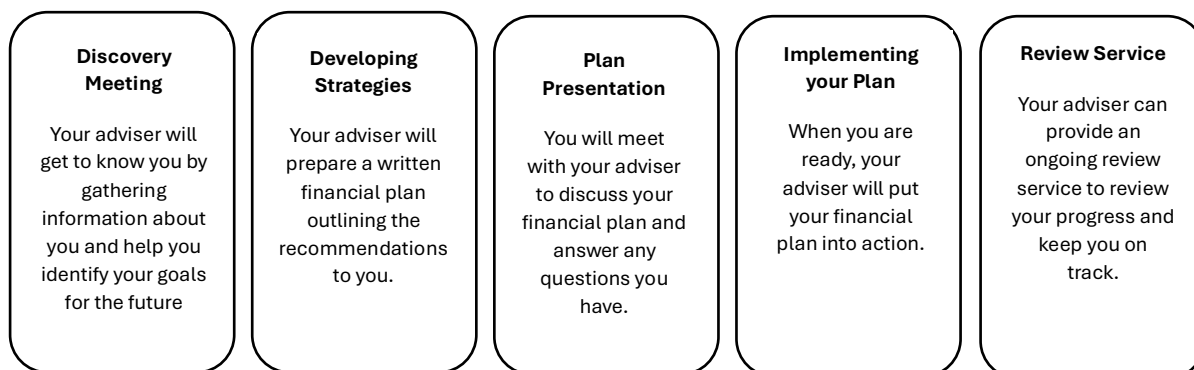 Discovery
Meeting
Your adviser will
get to know you by
gathering
information about
you and help you
identify your goals
for the future
Developing
Strategies
Your adviser will
prepare a written
financial plan
outlining the
recommendations
to you.
Plan
Presentation
You will meet
with your adviser
to discuss your
financial plan and
answer any
questions you
have.
Implementing
your Plan
When you are
ready, your
adviser will put
your financial
plan into action.
Review Service
Your adviser can
provide an
ongoing review
service to review
your progress and
keep you on
track.